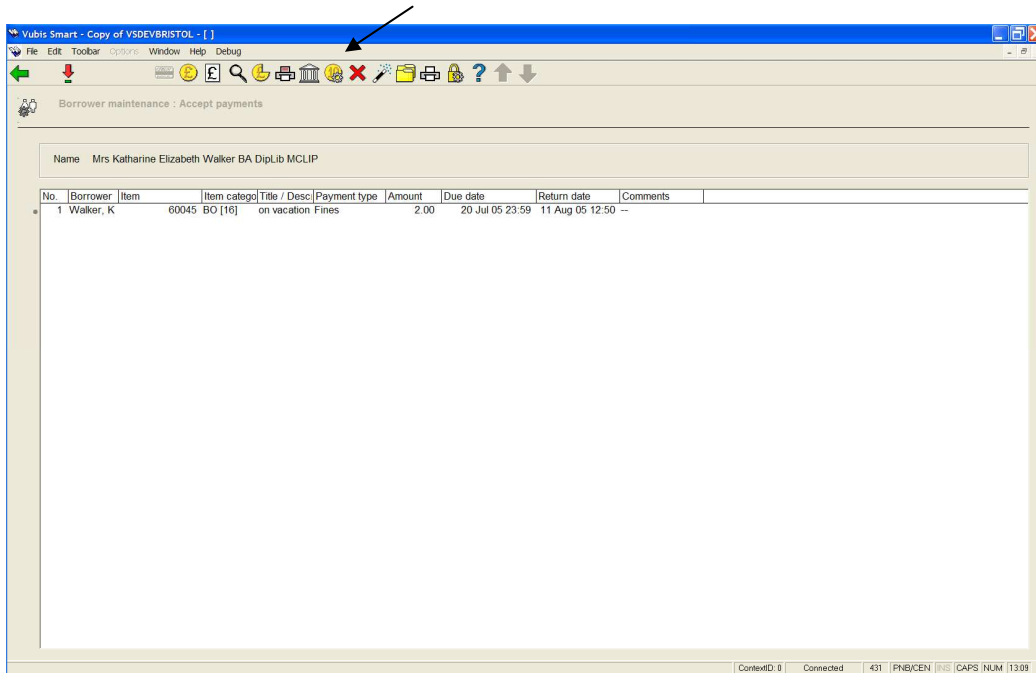 Vubis Smart - Copy of VSDEVBRISTOL - [ ]
File Edit Toolbar Options Window Help Debug
Borrower maintenance : Accept payments
Name Mrs Katharine Elizabeth Walker BA DipLib MCLIP
No. Borrower Item Item catego Title / Desci Payment type Amount Due date Return date Comments
1 Walker, K 60045 BO [16] on vacation Fines 2.00 20 Jul 05 23:59 11 Aug 05 12:50 --
ContextID: 0 Connected 431 PNB/CEN INS CAPS NUM 13:09